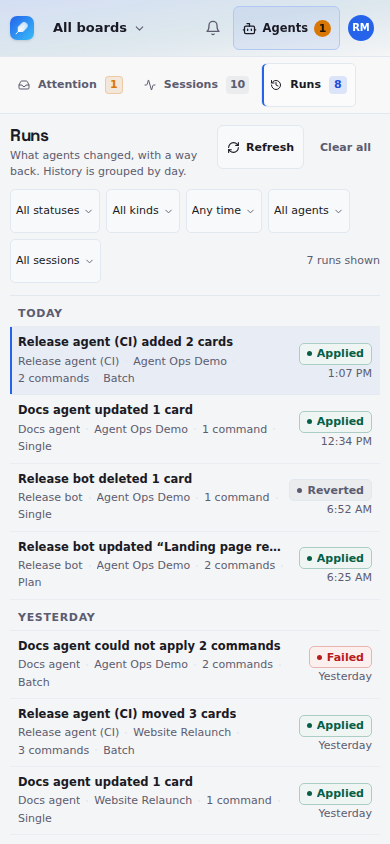 All boards
Agents 1
RM
Attention 1
Sessions 10
Runs 8
Runs
What agents changed, with a way
back. History is grouped by day.
Refresh
Clear all
All statuses
All kinds
Any time
All agents
All sessions
7 runs shown
TODAY
Release agent (CI) added 2 cards
Release agent (CI) Agent Ops Demo
2 commands Batch
Applied
1:07 PM
Docs agent updated 1 card
Docs agent · Agent Ops Demo · 1 command ·
Single
Applied
12:34 PM
Release bot deleted 1 card
Release bot · Agent Ops Demo · 1 command ·
Single
Reverted
6:52 AM
Release bot updated “Landing page re…
Release bot · Agent Ops Demo · 2 commands ·
Plan
Applied
6:25 AM
YESTERDAY
Docs agent could not apply 2 commands
Docs agent · Agent Ops Demo · 2 commands ·
Batch
Failed
Yesterday
Release agent (CI) moved 3 cards
Release agent (CI) · Website Relaunch ·
3 commands · Batch
Applied
Yesterday
Docs agent updated 1 card
Docs agent · Website Relaunch · 1 command ·
Single
Applied
Yesterday